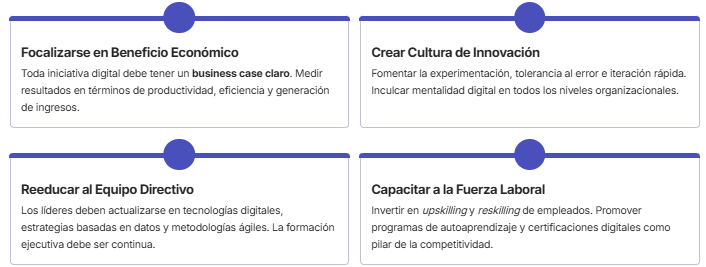 Focalizarse en Beneficio Económico
Toda iniciativa digital debe tener un business case claro. Medir
resultados en términos de productividad, eficiencia y generación
de ingresos.
Crear Cultura de Innovación
Fomentar la experimentación, tolerancia al error e iteración rápida.
Inculcar mentalidad digital en todos los niveles organizacionales.
Reeducar al Equipo Directivo
Los líderes deben actualizarse en tecnologías digitales,
estrategias basadas en datos y metodologías ágiles. La formación
ejecutiva debe ser continua.
Capacitar a la Fuerza Laboral
Invertir en upskilling y reskilling de empleados. Promover
programas de autoaprendizaje y certificaciones digitales como
pilar de la competitividad.